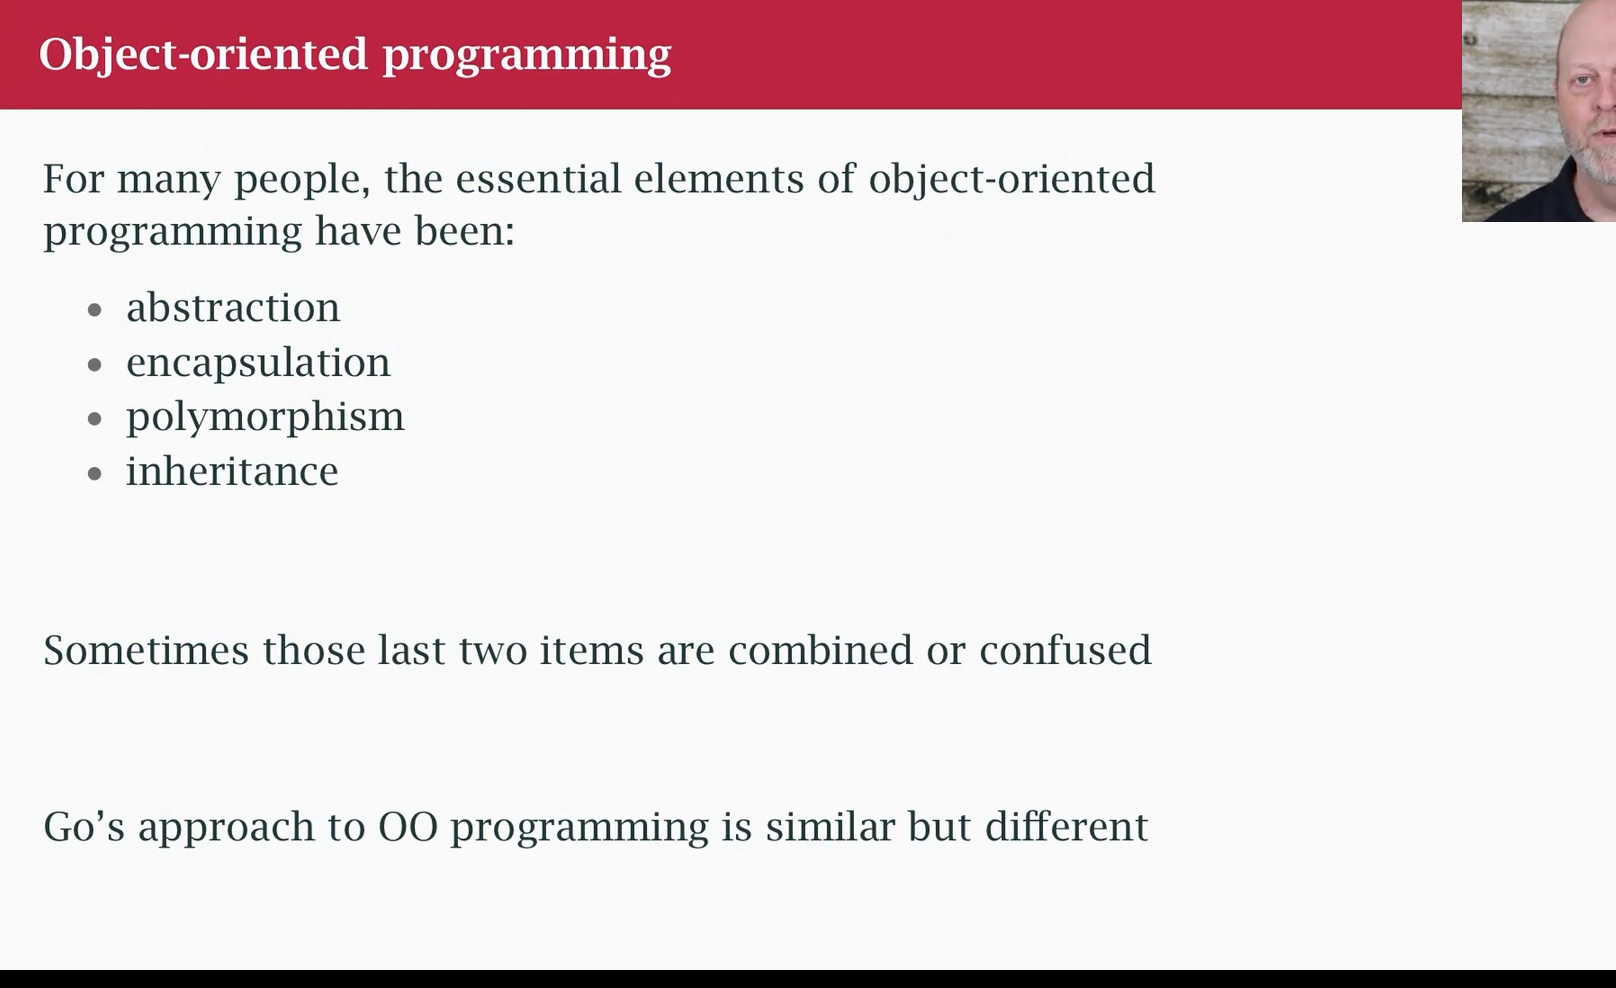 Object-oriented programming
For many people, the essential elements of object-oriented
programming have been:
• abstraction
• encapsulation
• polymorphism
• inheritance
Sometimes those last two items are combined or confused
Go’s approach to OO programming is similar but different